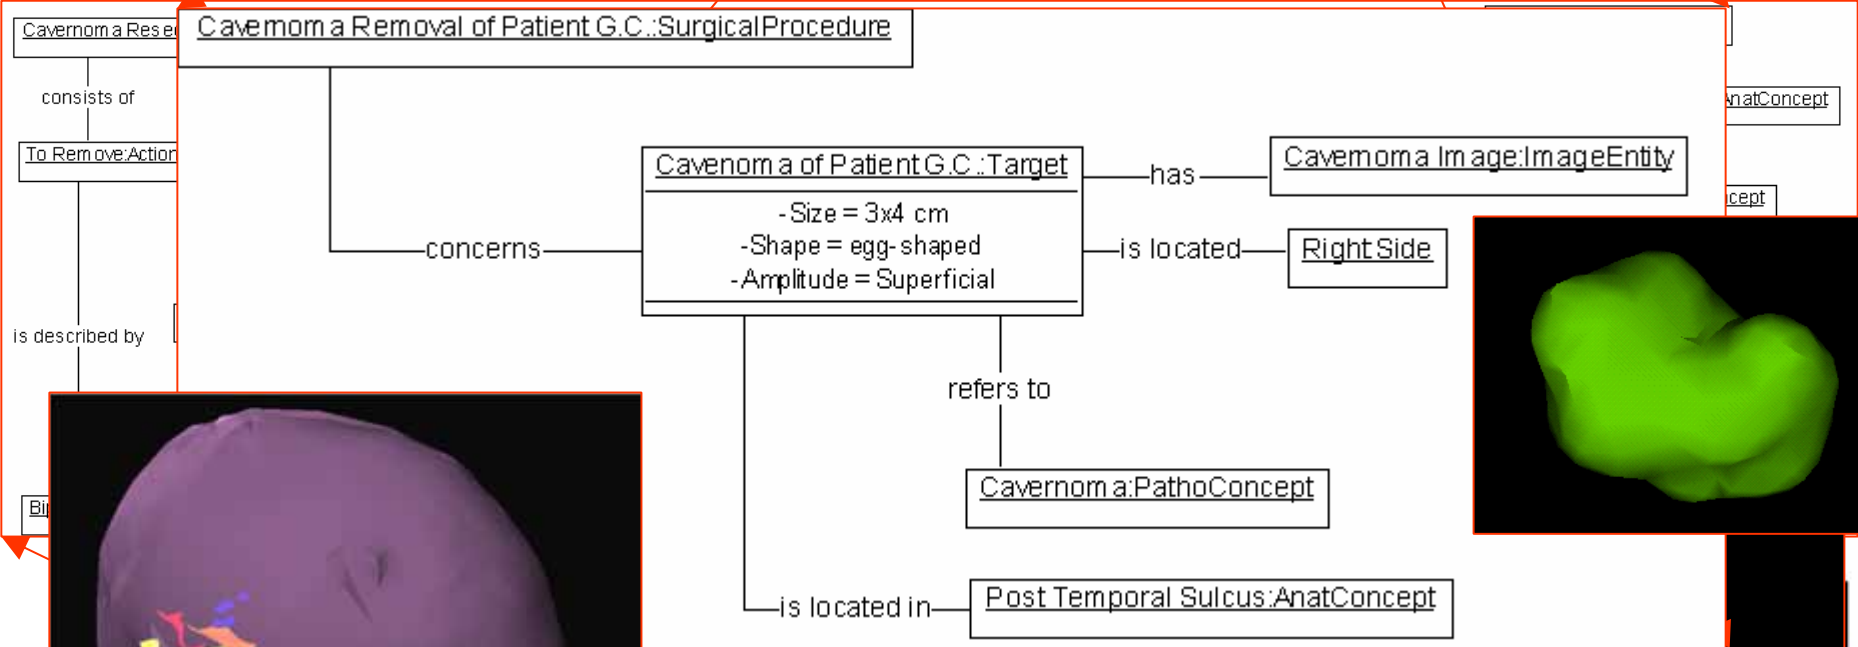 Cavernoma Removal of Patient G.C.:SurgicalProcedure
consists of
To Remove:Action
is described by
concerns
Cavenoma of Patient G.C.:Target
-Size = 3x4 cm
-Shape = egg-shaped
-Amplitude = Superficial
has
Cavernoma Image:ImageEntity
is located
Right Side
refers to
Cavernoma:PathoConcept
is located in
Post Temporal Sulcus:AnatConcept
Cavernoma
AnatConcept